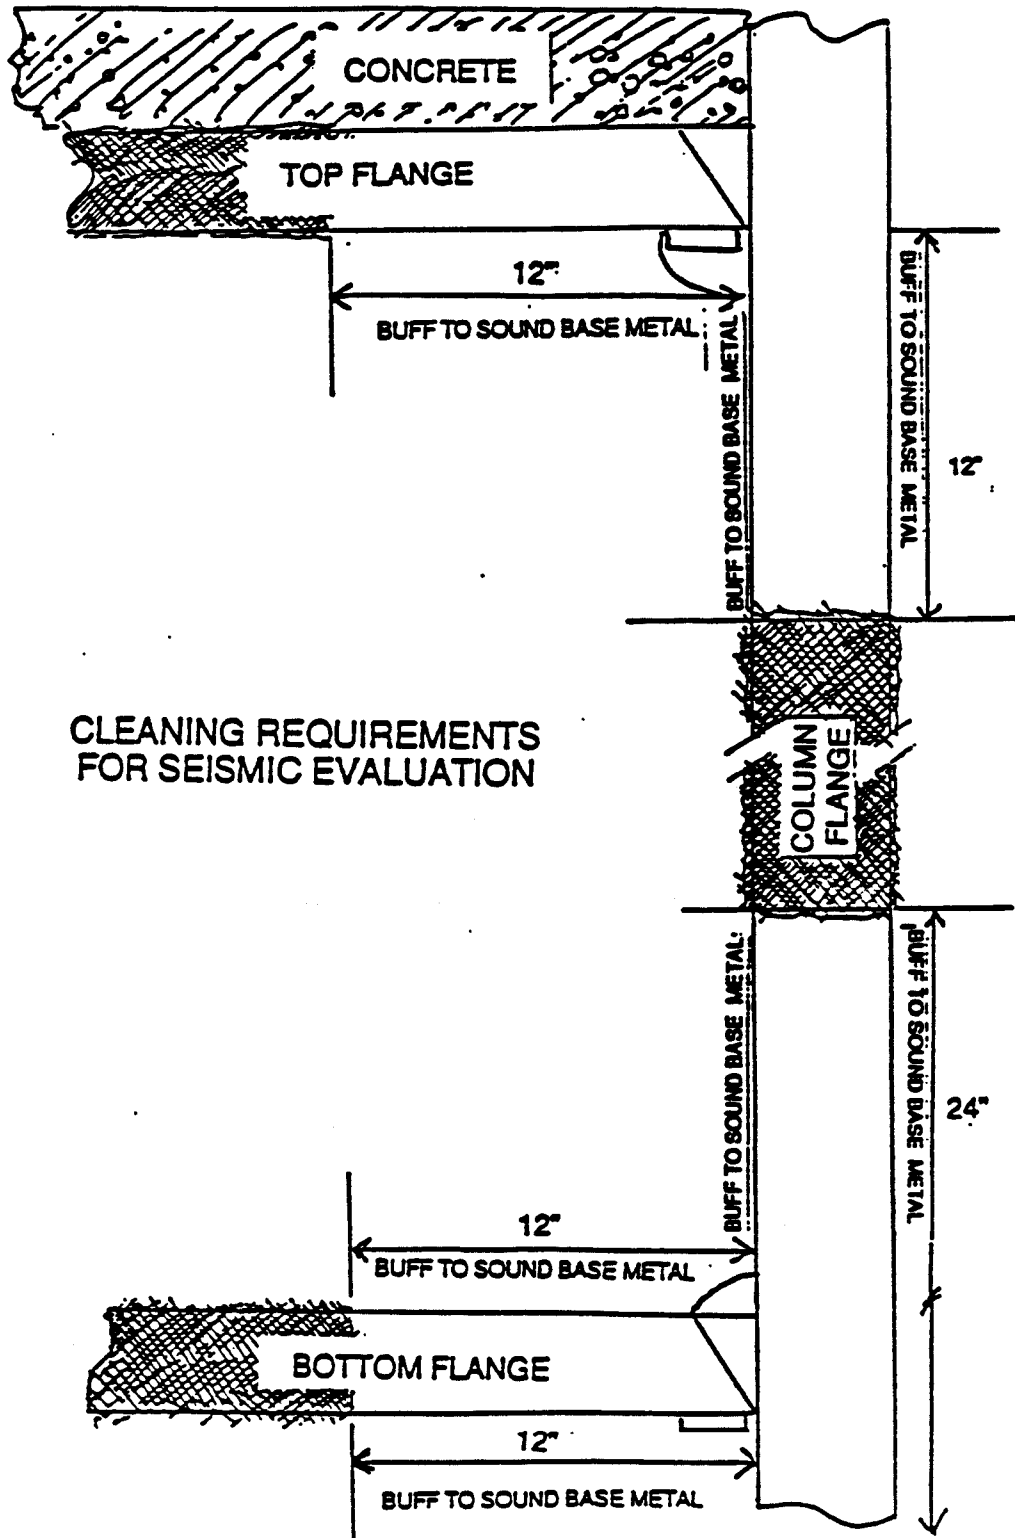 CONCRETE
TOP FLANGE
12"
BUFF TO SOUND BASE METAL
BUFF TO SOUND BASE METAL
BUFF TO SOUND BASE METAL
12"
CLEANING REQUIREMENTS
FOR SEISMIC EVALUATION
COLUMN
FLANGE
BUFF TO SOUND BASE METAL
BUFF TO SOUND BASE METAL
24"
12"
BUFF TO SOUND BASE METAL
BOTTOM FLANGE
12"
BUFF TO SOUND BASE METAL